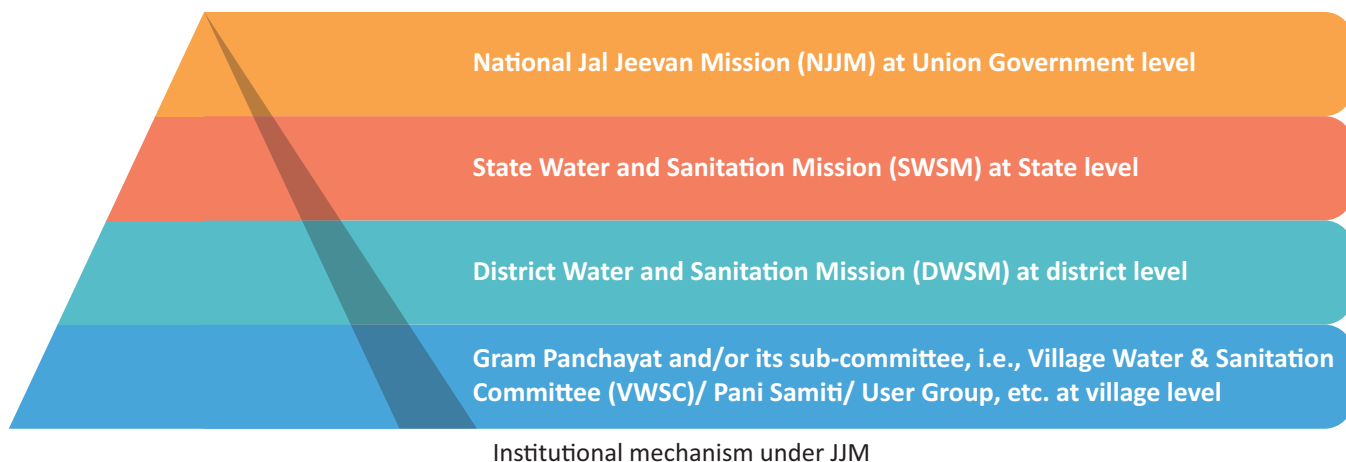 National Jal Jeevan Mission (NJJM) at Union Government level
State Water and Sanitation Mission (SWSM) at State level
District Water and Sanitation Mission (DWSM) at district level
Gram Panchayat and/or its sub-committee, i.e., Village Water & Sanitation
Committee (VWSC)/ Pani Samiti/ User Group, etc. at village level
Institutional mechanism under JJM